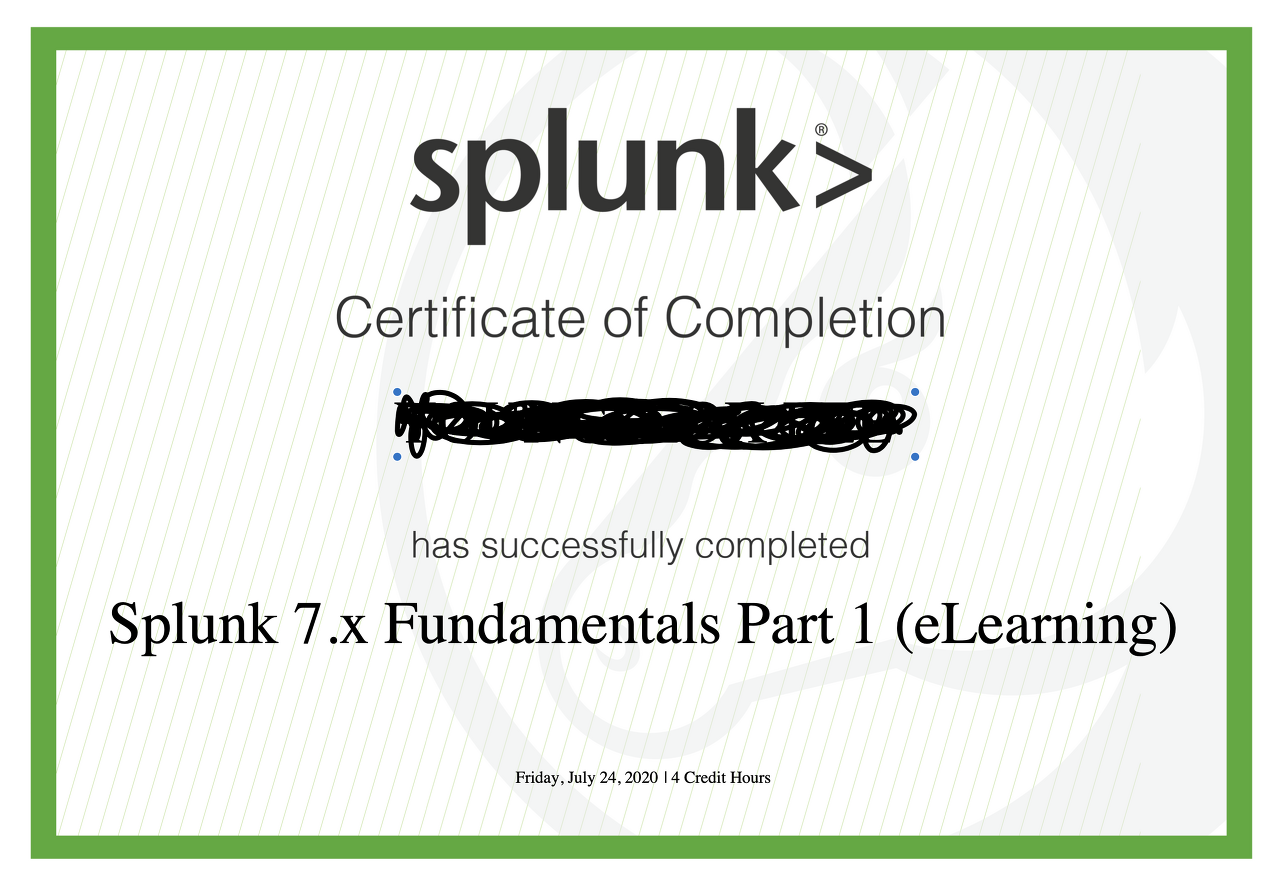 splunk>®
Certificate of Completion
has successfully completed
Splunk 7.x Fundamentals Part 1 (eLearning)
Friday, July 24, 2020 | 4 Credit Hours